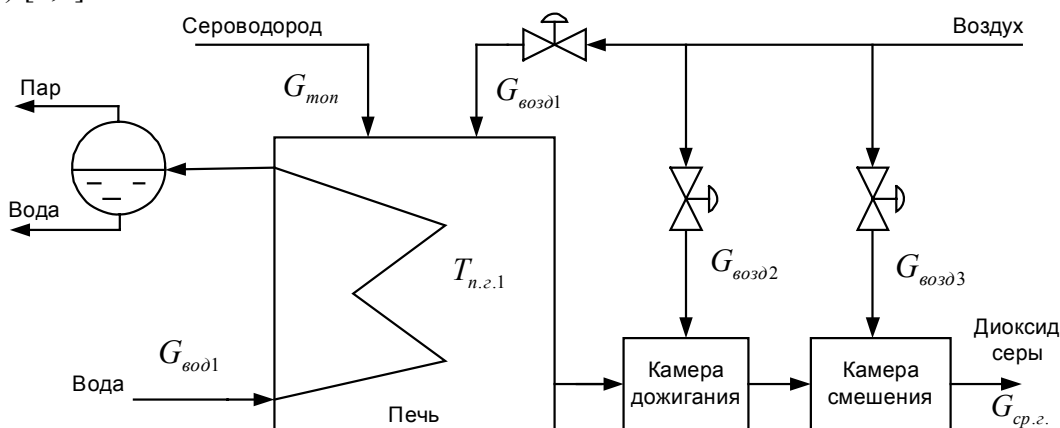 Сероводород
Воздух
Пар
G_топ
G_возд1
Вода
T_п.г.1
G_возд2
G_возд3
G_вод1
Вода
Печь
Камера
дожигания
Камера
смешения
Диоксид
серы
G_ср.г.